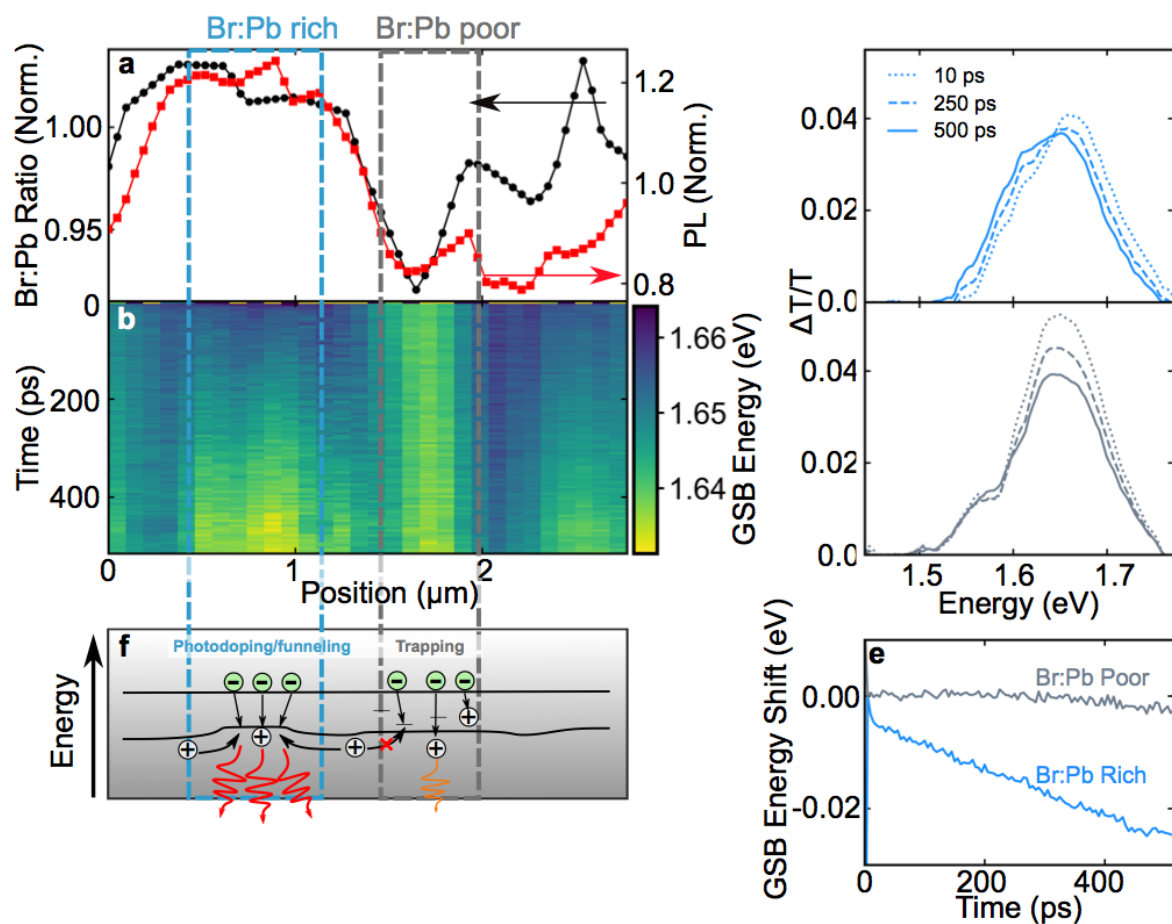 Br:Pb rich
Br:Pb poor
a
Br:Pb Ratio (Norm.)
1.00
0.95
PL (Norm.)
1.2
1.0
0.8
b
Time (ps)
0
200
400
GSB Energy (eV)
1.66
1.65
1.64
0
1
2
Position (µm)
f
Energy
Photodoping/funneling
Trapping
− − − − − −
+ + + + +
10 ps
250 ps
500 ps
ΔT/T
0.04
0.02
0.0
0.04
0.02
0.0
1.5
1.6
1.7
Energy (eV)
e
GSB Energy Shift (eV)
0.00
-0.02
Br:Pb Poor
Br:Pb Rich
0
200
400
Time (ps)